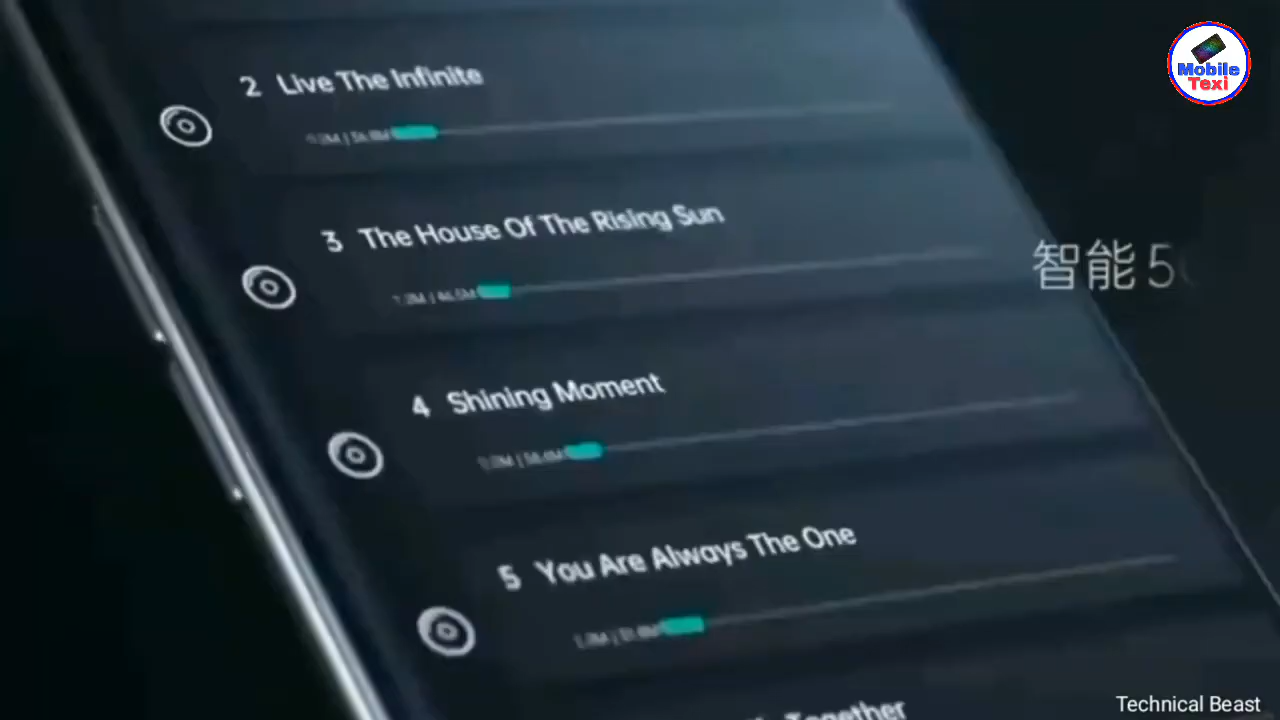 Mobile
Texi
2 Live The Infinite
3 The House Of The Rising Sun
智能 5
4 Shining Moment
5 You Are Always The One
Together
Technical Beast